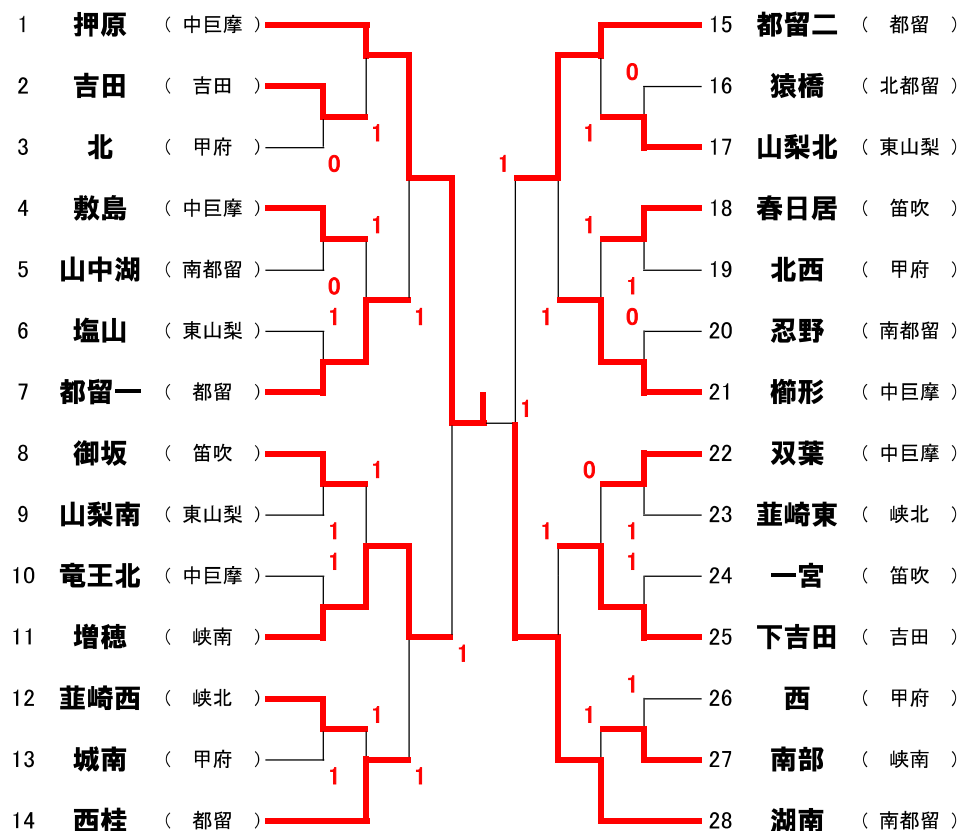 1 押原 ( 中巨摩 )
2 吉田 ( 吉田 )
1
3 北 ( 甲府 )
0
4 敷島 ( 中巨摩 )
1
5 山中湖 ( 南都留 )
0
1
1
6 塩山 ( 東山梨 )
7 都留一 ( 都留 )
8 御坂 ( 笛吹 )
1
9 山梨南 ( 東山梨 )
1
1
10 竜王北 ( 中巨摩 )
11 増穂 ( 峡南 )
1
12 韮崎西 ( 峡北 )
1
13 城南 ( 甲府 )
1
1
14 西桂 ( 都留 )
1
1
15 都留二 ( 都留 )
0
16 猿橋 ( 北都留 )
1
17 山梨北 ( 東山梨 )
18 春日居 ( 笛吹 )
1
19 北西 ( 甲府 )
1
1
0
20 忍野 ( 南都留 )
21 櫛形 ( 中巨摩 )
22 双葉 ( 中巨摩 )
0
23 韮崎東 ( 峡北 )
1
1
1
24 一宮 ( 笛吹 )
25 下吉田 ( 吉田 )
1
26 西 ( 甲府 )
1
27 南部 ( 峡南 )
28 湖南 ( 南都留 )